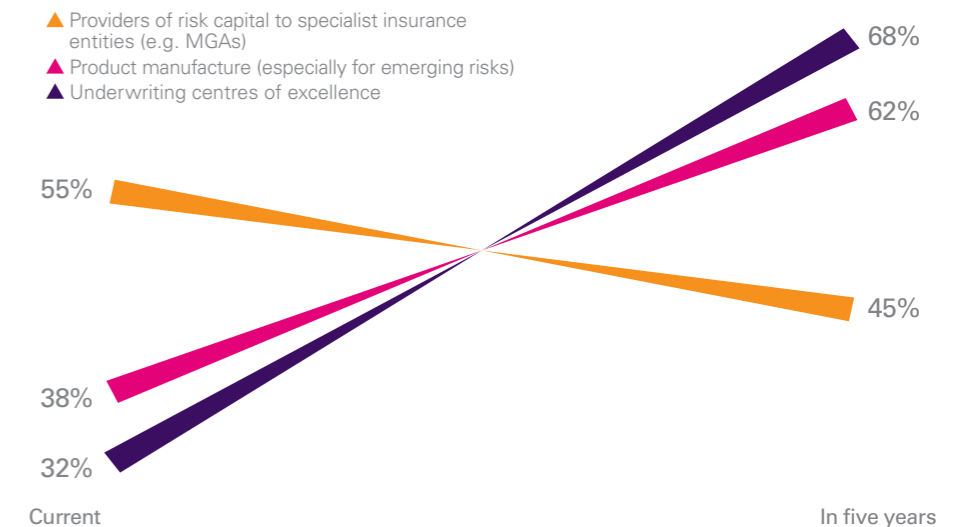 Providers of risk capital to specialist insurance
entities (e.g. MGAs)
Product manufacture (especially for emerging risks)
Underwriting centres of excellence
68%
62%
55%
45%
38%
32%
Current
In five years